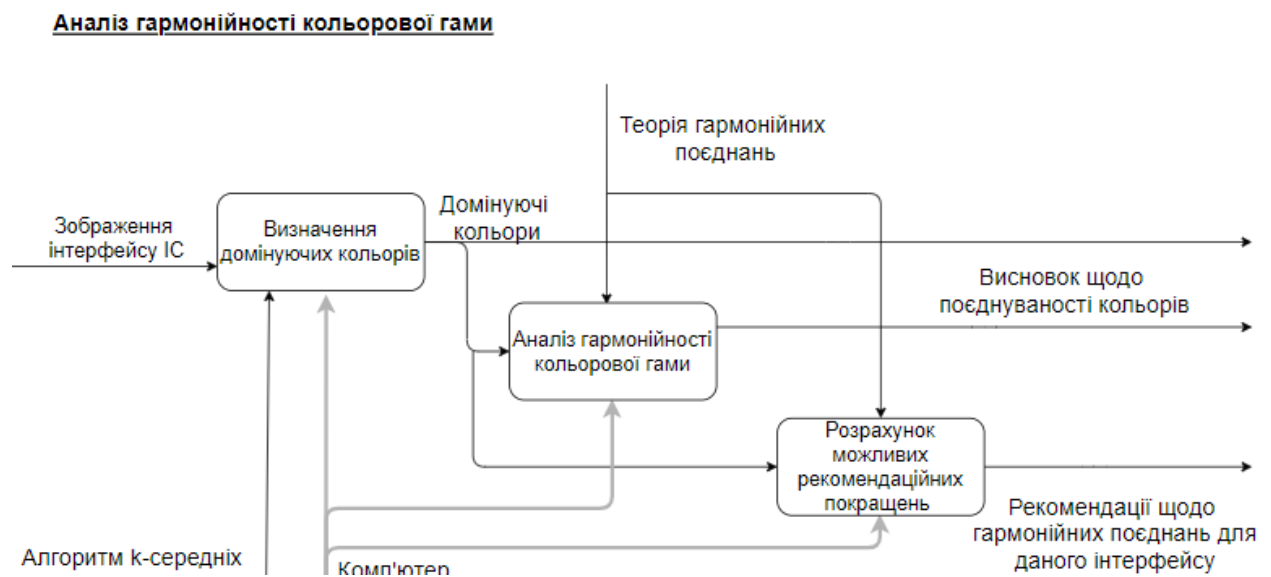 Аналіз гармонійності кольорової гами
Теорія гармонійних
поєднань
Домінуючі
кольори
Зображення
інтерфейсу ІС
Визначення
домінуючих кольорів
Висновок щодо
поєднуваності кольорів
Аналіз гармонійності
кольорової гами
Розрахунок
можливих
рекомендаційних
покращень
Рекомендації щодо
гармонійних поєднань для
даного інтерфейсу
Алгоритм k-середніх
Комп'ютер